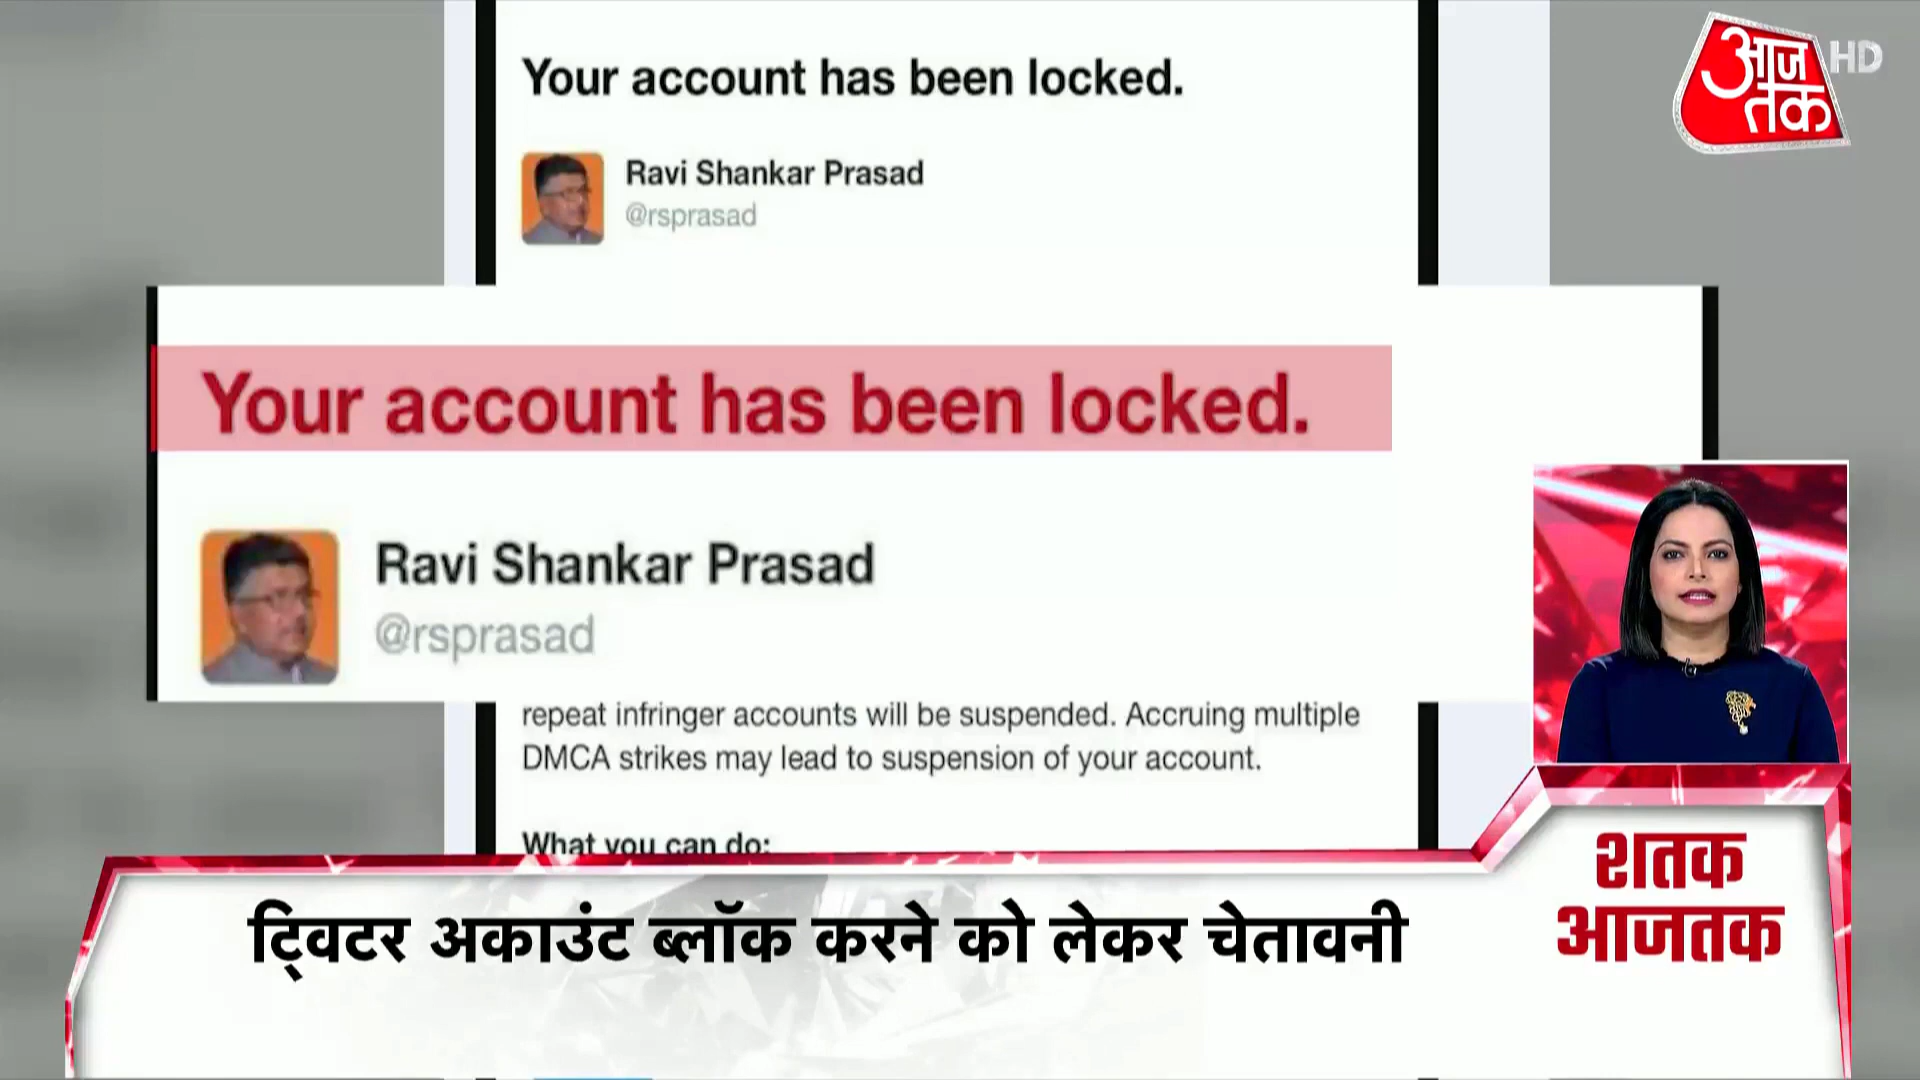 Your account has been locked.
आज तक HD
Ravi Shankar Prasad
@rsprasad
Your account has been locked.
Ravi Shankar Prasad
@rsprasad
repeat infringer accounts will be suspended. Accruing multiple
DMCA strikes may lead to suspension of your account.
What you can do:
ट्विटर अकाउंट ब्लॉक करने को लेकर चेतावनी
शतक
आजतक